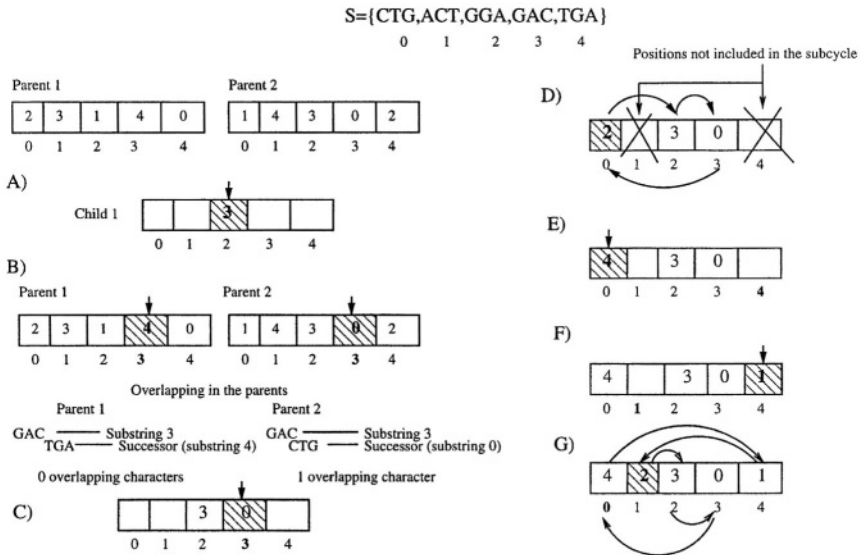 S={CTG,ACT,GGA,GAC,TGA}
0 1 2 3 4
Parent 1
2 3 1 4 0
0 1 2 3 4
Parent 2
1 4 3 0 2
0 1 2 3 4
A)
Child 1
3
0 1 2 3 4
B)
Parent 1
2 3 1 4 0
0 1 2 3 4
Parent 2
1 4 3 0 2
0 1 2 3 4
Overlapping in the parents
Parent 1
GAC Substring 3
TGA Successor (substring 4)
0 overlapping characters
Parent 2
GAC Substring 3
CTG Successor (substring 0)
1 overlapping character
C)
3 0
0 1 2 3 4
Positions not included in the subcycle
D)
2 3 0
0 1 2 3 4
E)
4 3 0
0 1 2 3 4
F)
4 3 0 1
0 1 2 3 4
G)
4 2 3 0 1
0 1 2 3 4